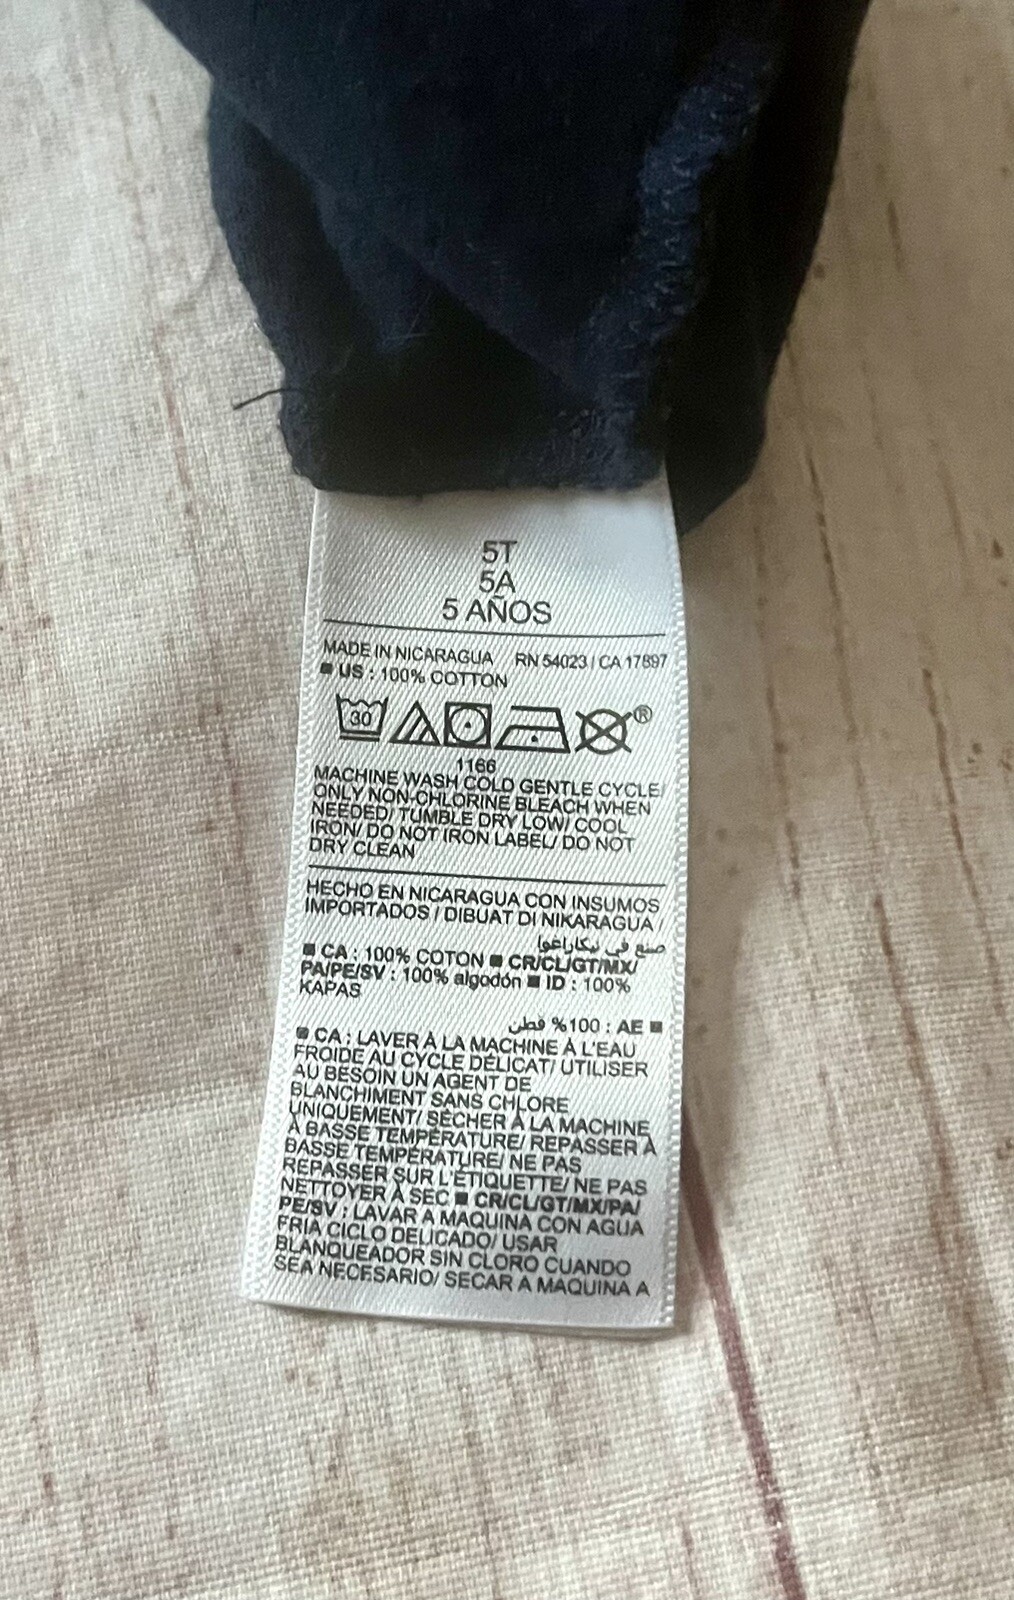 5T
5A
5 AÑOS
MADE IN NICARAGUA RN 54023 / CA 17897
■ US : 100% COTTON
30 ®
1166
MACHINE WASH COLD GENTLE CYCLE/
ONLY NON-CHLORINE BLEACH WHEN
NEEDED/ TUMBLE DRY LOW/ COOL
IRON/ DO NOT IRON LABEL/ DO NOT
DRY CLEAN
HECHO EN NICARAGUA CON INSUMOS
IMPORTADOS / DIBUAT DI NIKARAGUA /
صنع في نيكاراغوا
■ CA : 100% COTON ■ CR/CL/GT/MX/
PA/PE/SV : 100% algodón ■ ID : 100%
KAPAS
■ AE : 100% قطن
■ CA : LAVER À LA MACHINE À L'EAU
FROIDE AU CYCLE DÉLICAT/ UTILISER
AU BESOIN UN AGENT DE
BLANCHIMENT SANS CHLORE
UNIQUEMENT/ SÉCHER À LA MACHINE
À BASSE TEMPÉRATURE/ REPASSER À
BASSE TEMPÉRATURE/ NE PAS
REPASSER SUR L'ÉTIQUETTE/ NE PAS
NETTOYER À SEC ■ CR/CL/GT/MX/PA/
PE/SV : LAVAR A MAQUINA CON AGUA
FRIA CICLO DELICADO/ USAR
BLANQUEADOR SIN CLORO CUANDO
SEA NECESARIO/ SECAR A MAQUINA A